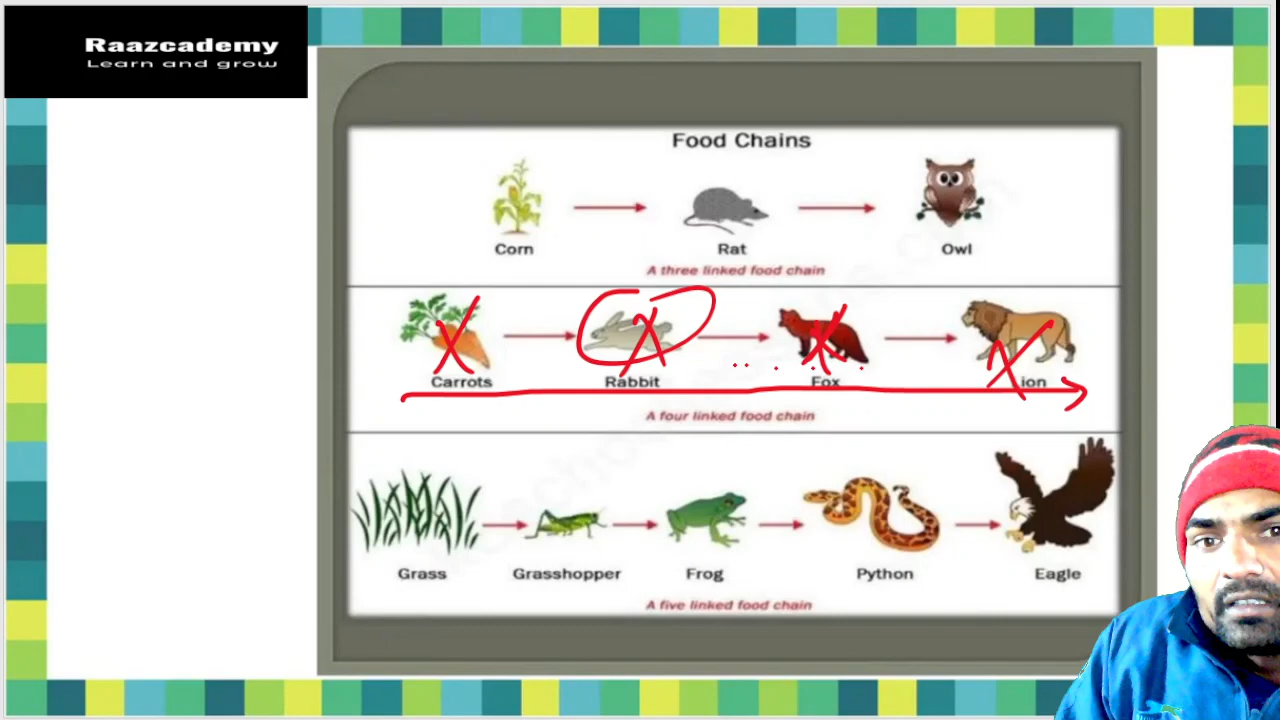 Raazcademy
Learn and grow
Food Chains
Corn Rat Owl
A three linked food chain
Carrots Rabbit Fox ion
A four linked food chain
Grass Grasshopper Frog Python Eagle
A five linked food chain